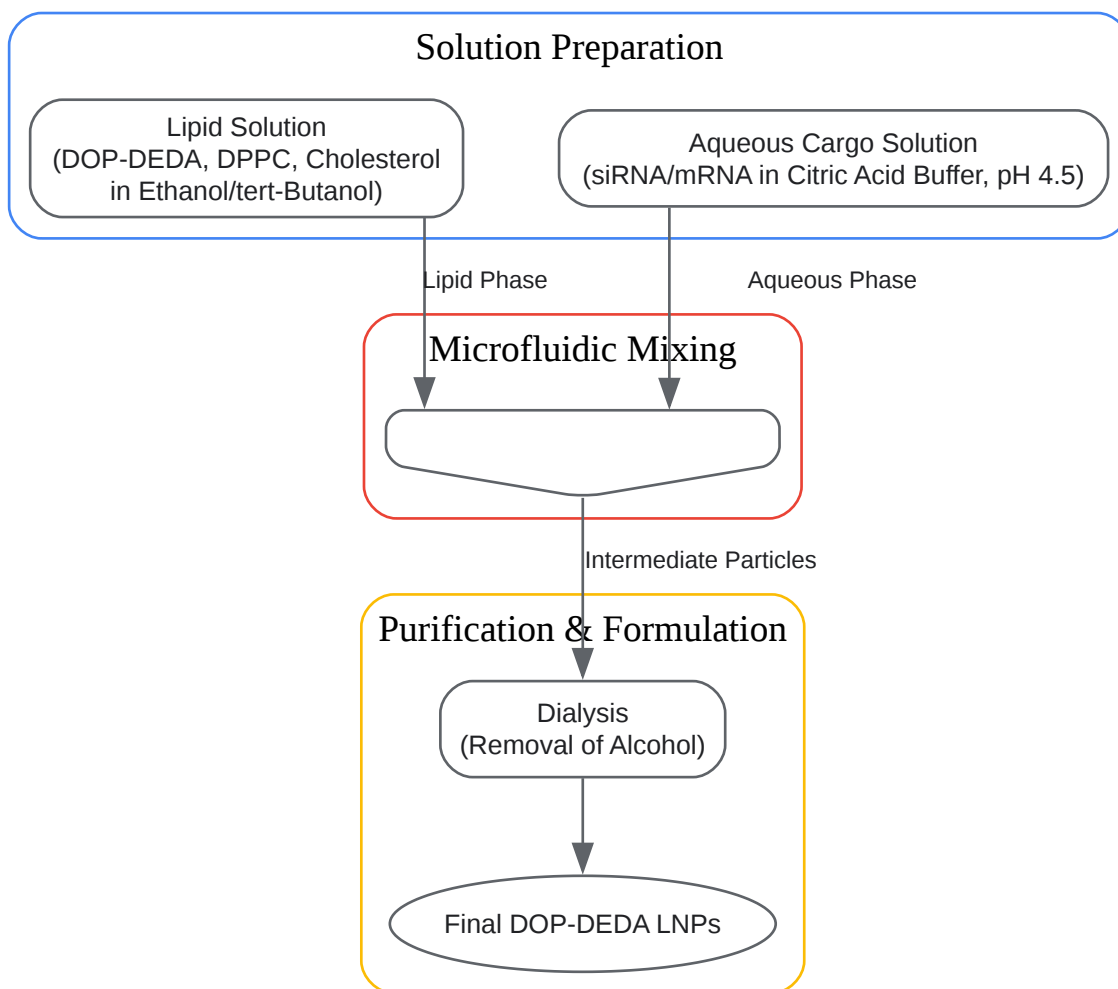 Solution Preparation
Lipid Solution
(DOP-DEDA, DPPC, Cholesterol
in Ethanol/tert-Butanol)
Aqueous Cargo Solution
(siRNA/mRNA in Citric Acid Buffer, pH 4.5)
Lipid Phase
Aqueous Phase
Microfluidic Mixing
Intermediate Particles
Purification & Formulation
Dialysis
(Removal of Alcohol)
Final DOP-DEDA LNPs